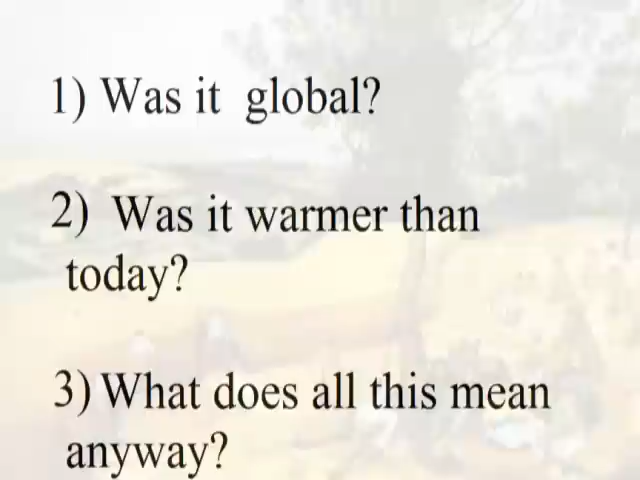 1) Was it global?
2) Was it warmer than
today?
3) What does all this mean
anyway?